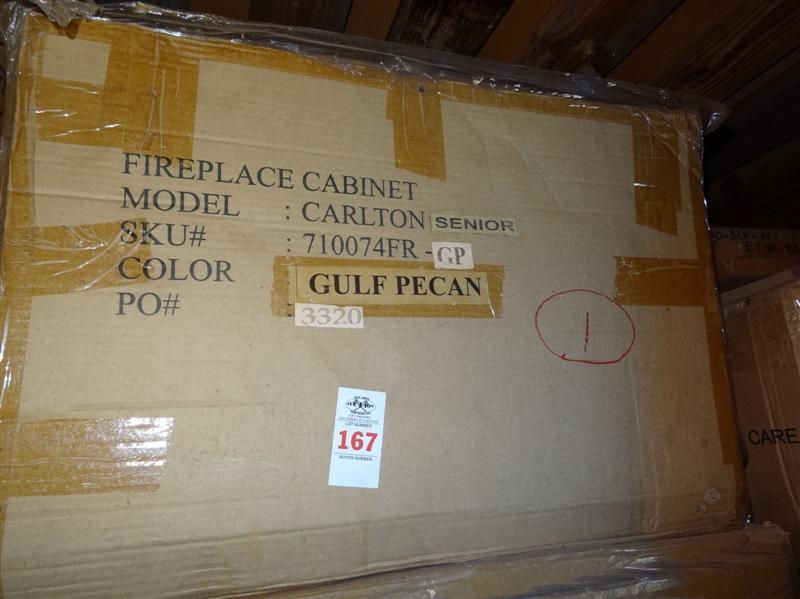 FIREPLACE CABINET
MODEL : CARLTON SENIOR
SKU# : 710074FR - GP
COLOR : GULF PECAN
PO# 3320
1
AUCTION
LOT NUMBER
167
BUYER NUMBER
CARE